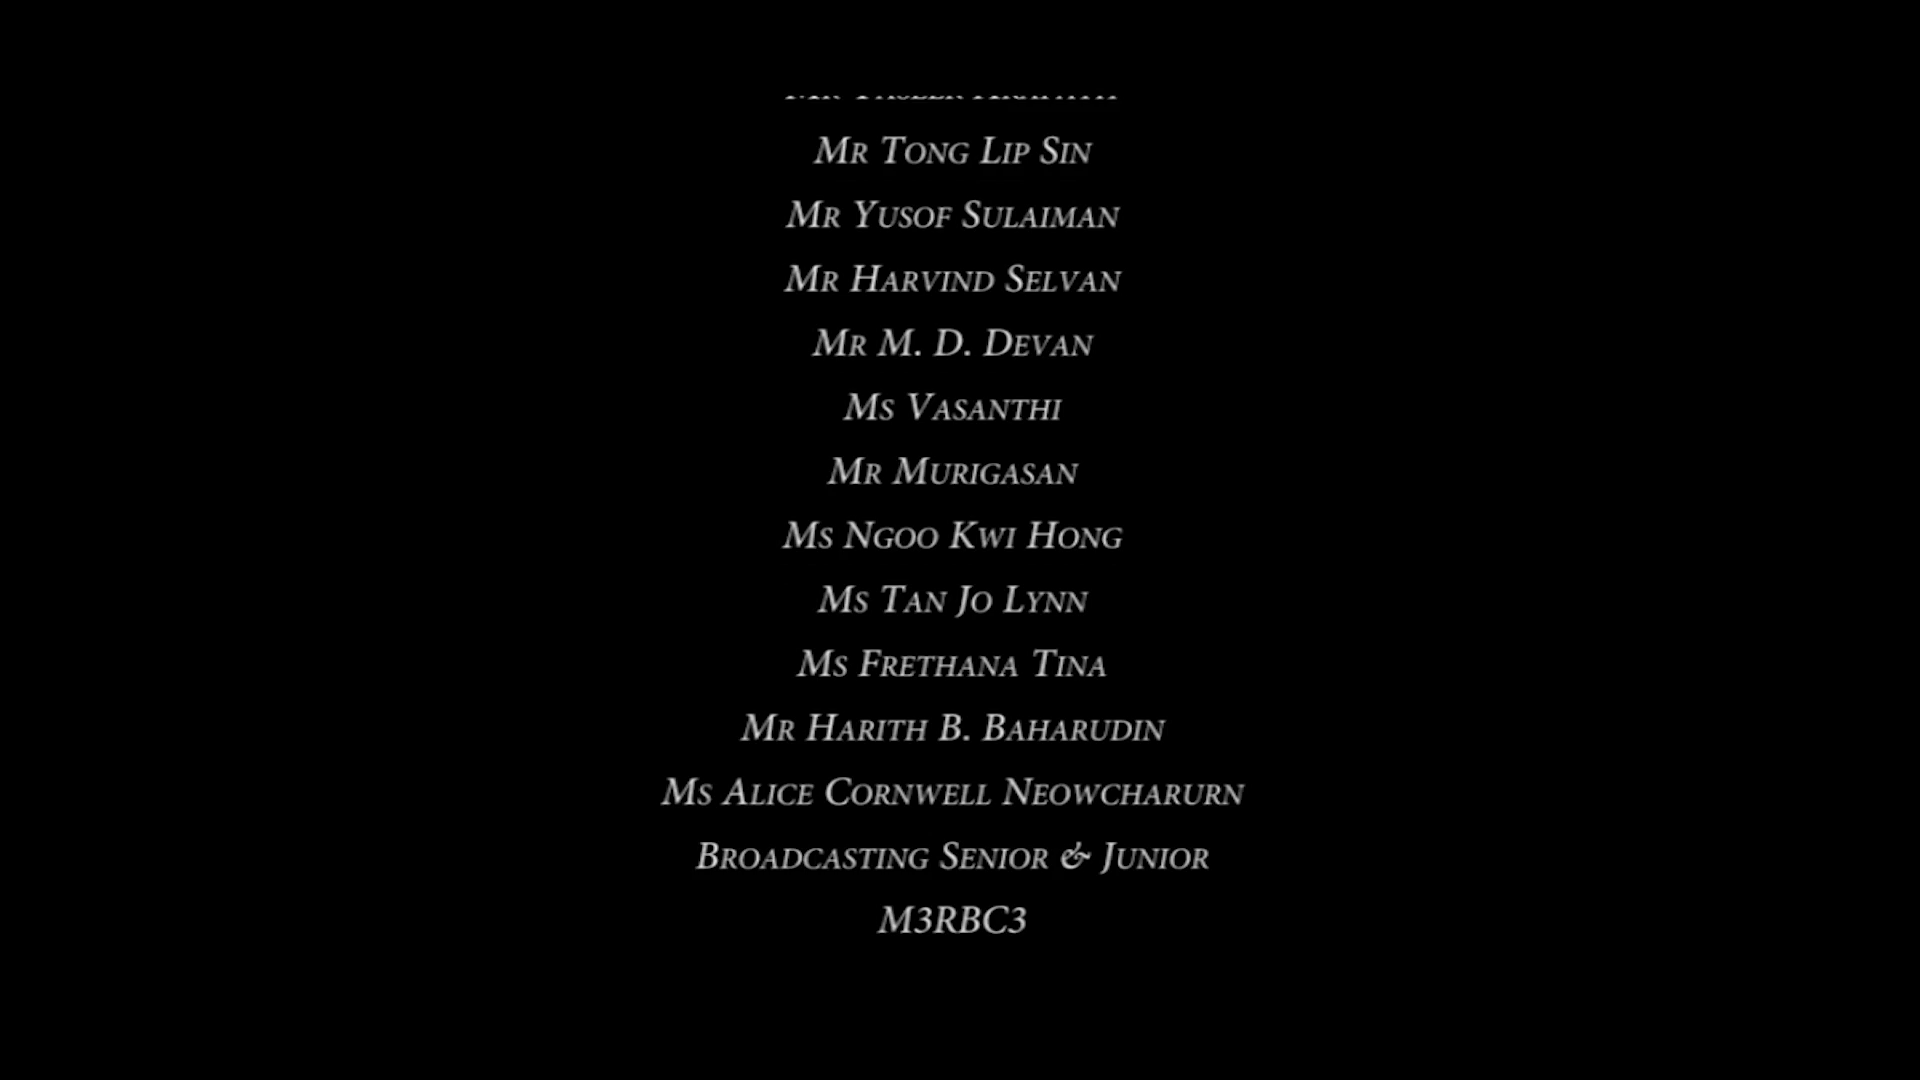 Mr Tong Lip Sin
Mr Yusof Sulaiman
Mr Harvind Selvan
Mr M. D. Devan
Ms Vasanthi
Mr Murigasan
Ms Ngoo Kwi Hong
Ms Tan Jo Lynn
Ms Frethana Tina
Mr Harith B. Baharudin
Ms Alice Cornwell Neowcharurn
Broadcasting Senior & Junior
M3RBC3